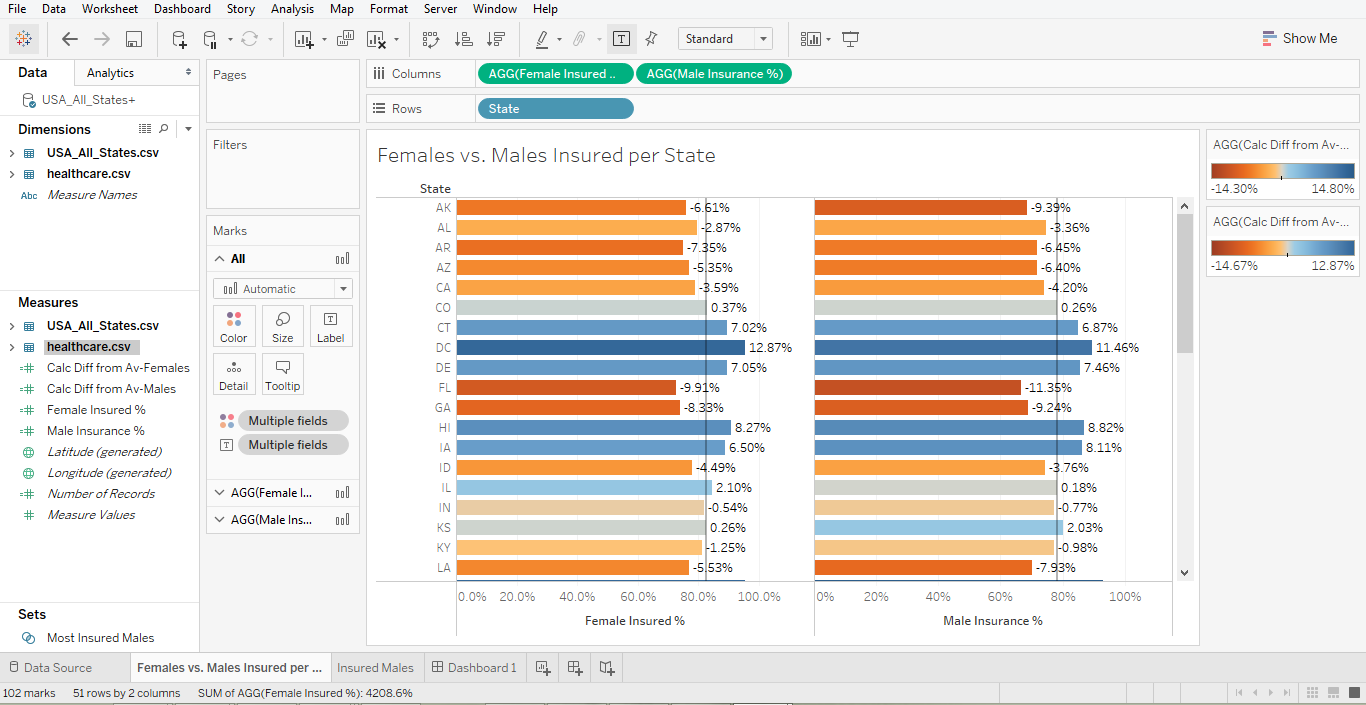 File Data Worksheet Dashboard Story Analysis Map Format Server Window Help
Standard
Show Me
Data Analytics
USA_All_States+
Dimensions
USA_All_States.csv
healthcare.csv
Abc Measure Names
Measures
USA_All_States.csv
healthcare.csv
Calc Diff from Av-Females
Calc Diff from Av-Males
Female Insured %
Male Insurance %
Latitude (generated)
Longitude (generated)
Number of Records
Measure Values
Sets
Most Insured Males
Pages
Filters
Marks
All
Automatic
Color Size Label
Detail Tooltip
Multiple fields
Multiple fields
AGG(Female I...
AGG(Male Ins...
Columns AGG(Female Insured .. AGG(Male Insurance %)
Rows State
Females vs. Males Insured per State
State
AK -6.61% -9.39%
AL -2.87% -3.36%
AR -7.35% -6.45%
AZ -5.35% -6.40%
CA -3.59% -4.20%
CO 0.37% 0.26%
CT 7.02% 6.87%
DC 12.87% 11.46%
DE 7.05% 7.46%
FL -9.91% -11.35%
GA -8.33% -9.24%
HI 8.27% 8.82%
IA 6.50% 8.11%
ID -4.49% -3.76%
IL 2.10% 0.18%
IN -0.54% -0.77%
KS 0.26% 2.03%
KY -1.25% -0.98%
LA -5.53% -7.93%
0.0% 20.0% 40.0% 60.0% 80.0% 100.0% 0% 20% 40% 60% 80% 100%
Female Insured % Male Insurance %
AGG(Calc Diff from Av-...
-14.30% 14.80%
AGG(Calc Diff from Av-...
-14.67% 12.87%
Data Source Females vs. Males Insured per ... Insured Males Dashboard 1
102 marks 51 rows by 2 columns SUM of AGG(Female Insured %): 4208.6%